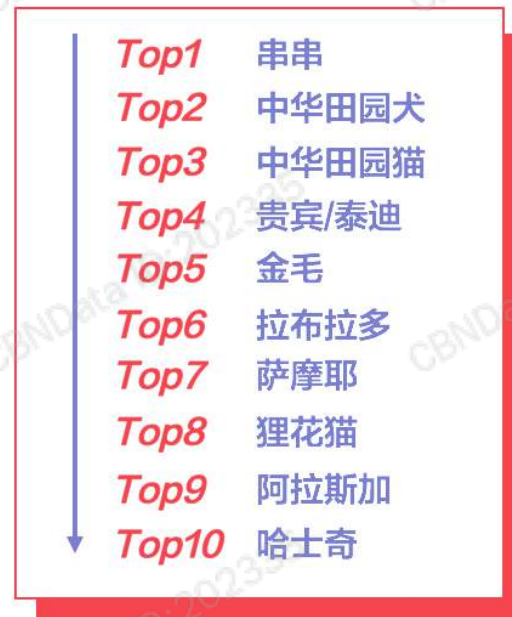 Top1 串串
Top2 中华田园犬
Top3 中华田园猫
Top4 贵宾/泰迪
Top5 金毛
Top6 拉布拉多
Top7 萨摩耶
Top8 狸花猫
Top9 阿拉斯加
Top10 哈士奇